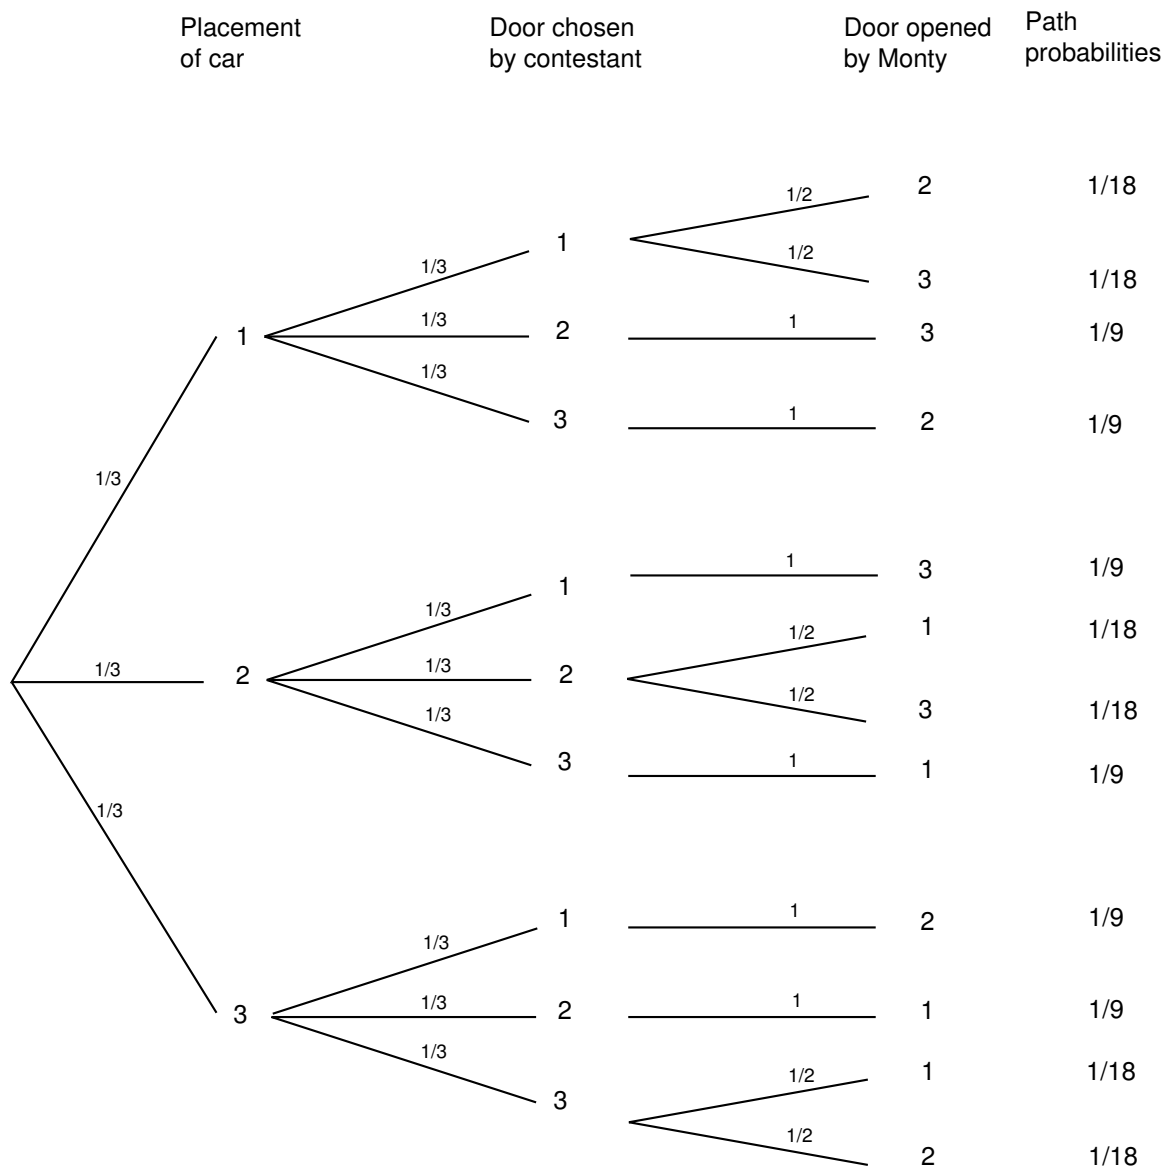 Placement
of car
Door chosen
by contestant
Door opened
by Monty
Path
probabilities
1/2 2 1/18
1
1/3 1/2 3 1/18
1 1/3 2 1 3 1/9
1/3
3 1 2 1/9
1/3
1 1 3 1/9
1/3 1/2 1 1/18
1/3 2 1/3 2
1/3 1/2 3 1/18
3 1 1 1/9
1/3
1 1 2 1/9
1/3
3 1/3 2 1 1 1/9
1/3
3 1/2 1 1/18
1/2 2 1/18